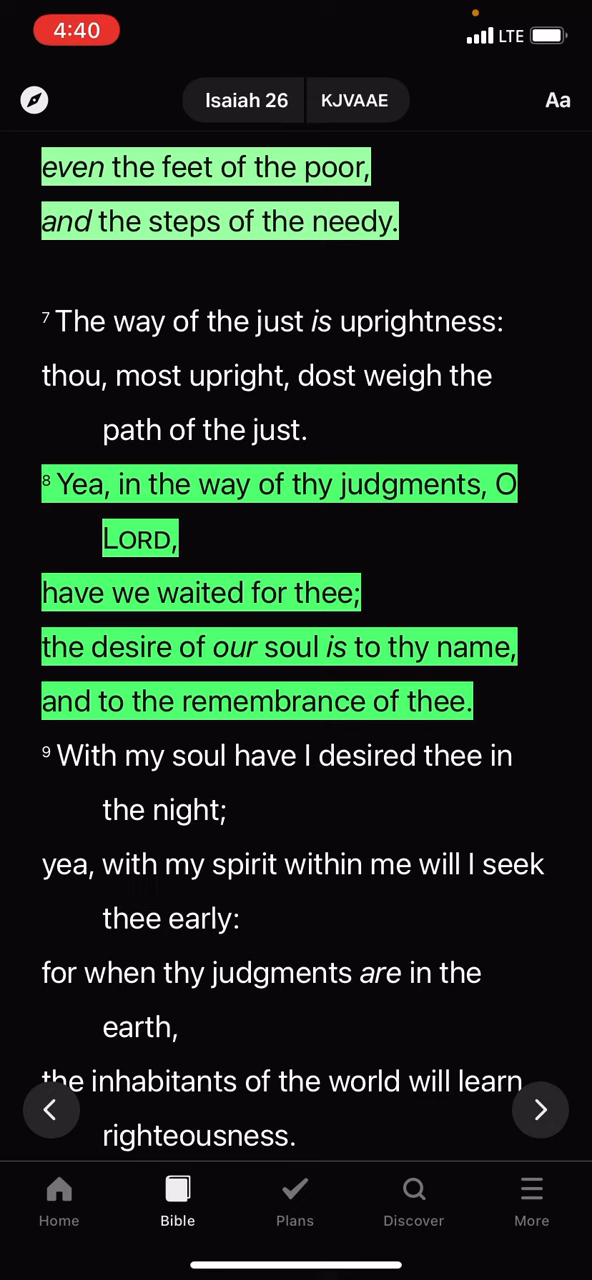 4:40
LTE
Isaiah 26 KJVAAE Aa
even the feet of the poor,
and the steps of the needy.
7 The way of the just is uprightness:
thou, most upright, dost weigh the
path of the just.
8 Yea, in the way of thy judgments, O
LORD,
have we waited for thee;
the desire of our soul is to thy name,
and to the remembrance of thee.
9 With my soul have I desired thee in
the night;
yea, with my spirit within me will I seek
thee early:
for when thy judgments are in the
earth,
the inhabitants of the world will learn
righteousness.
Home Bible Plans Discover More